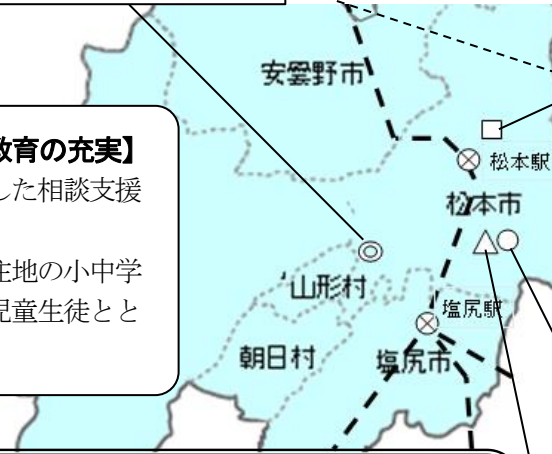 安曇野市
教育の充実】
した相談支援
松本駅
松本市
主地の小中学
山形村
児童生徒とと
塩尻駅
朝日村
塩尻市